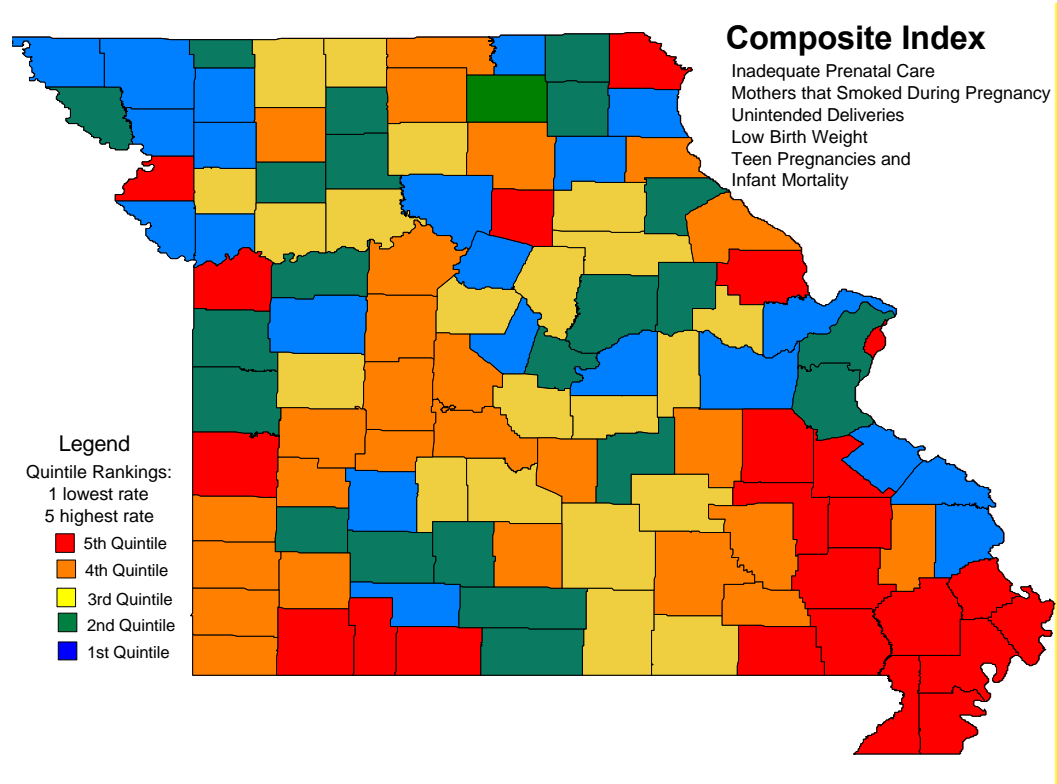 Composite Index
Inadequate Prenatal Care
Mothers that Smoked During Pregnancy
Unintended Deliveries
Low Birth Weight
Teen Pregnancies and
Infant Mortality
Legend
Quintile Rankings:
1 lowest rate
5 highest rate
5th Quintile
4th Quintile
3rd Quintile
2nd Quintile
1st Quintile